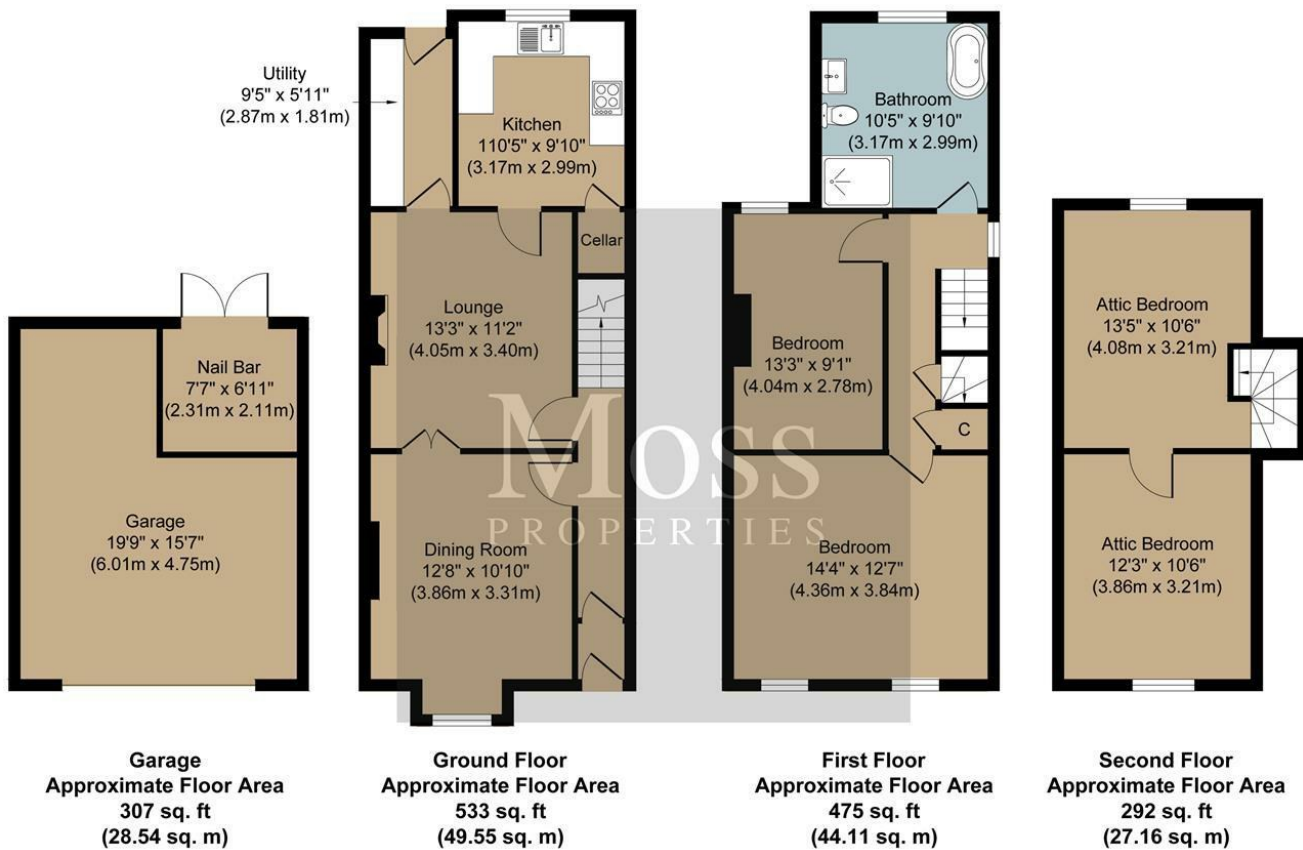 Utility
9'5" x 5'11"
(2.87m x 1.81m)
Kitchen
110'5" x 9'10"
(3.17m x 2.99m)
Cellar
Lounge
13'3" x 11'2"
(4.05m x 3.40m)
Dining Room
12'8" x 10'10"
(3.86m x 3.31m)
Nail Bar
7'7" x 6'11"
(2.31m x 2.11m)
Garage
19'9" x 15'7"
(6.01m x 4.75m)
Bathroom
10'5" x 9'10"
(3.17m x 2.99m)
Bedroom
13'3" x 9'1"
(4.04m x 2.78m)
C
Bedroom
14'4" x 12'7"
(4.36m x 3.84m)
Attic Bedroom
13'5" x 10'6"
(4.08m x 3.21m)
Attic Bedroom
12'3" x 10'6"
(3.86m x 3.21m)
MOSS
PROPERTIES
Garage
Approximate Floor Area
307 sq. ft
(28.54 sq. m)
Ground Floor
Approximate Floor Area
533 sq. ft
(49.55 sq. m)
First Floor
Approximate Floor Area
475 sq. ft
(44.11 sq. m)
Second Floor
Approximate Floor Area
292 sq. ft
(27.16 sq. m)